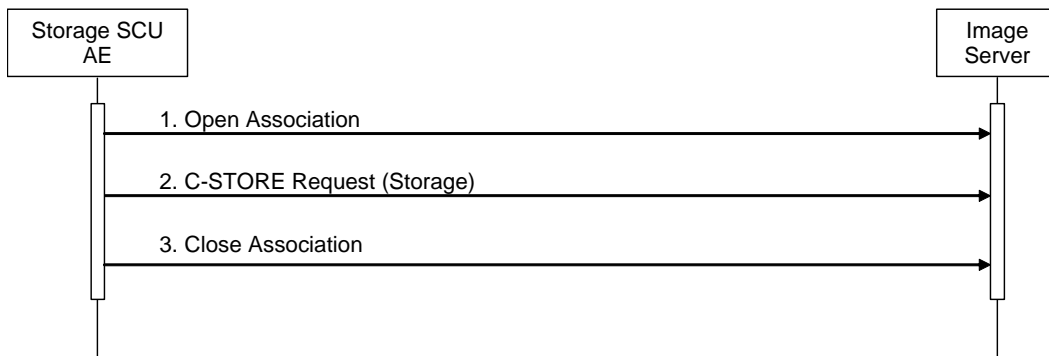 Storage SCU
AE
Image
Server
1. Open Association
2. C-STORE Request (Storage)
3. Close Association